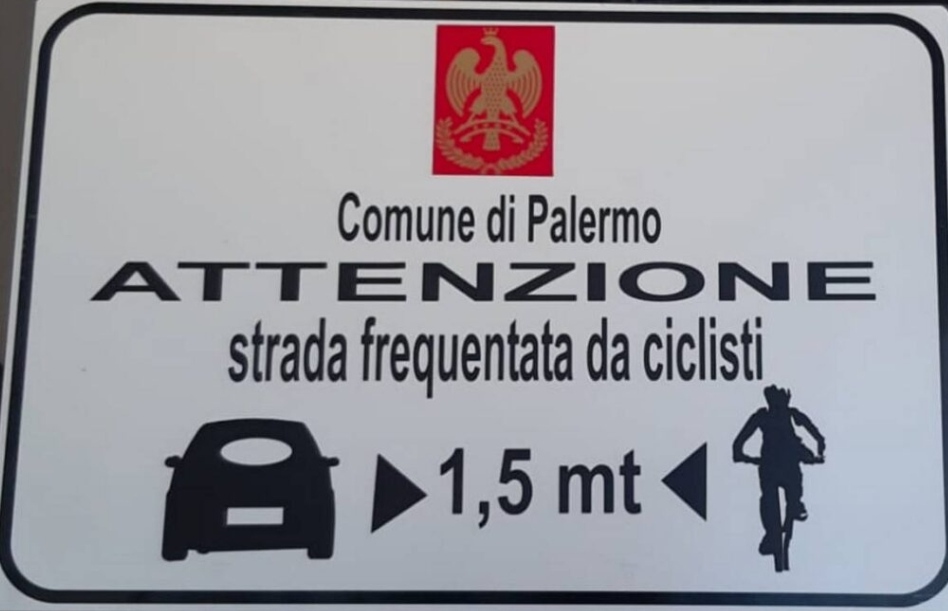 Comune di Palermo
ATTENZIONE
strada frequentata da ciclisti
1,5 mt